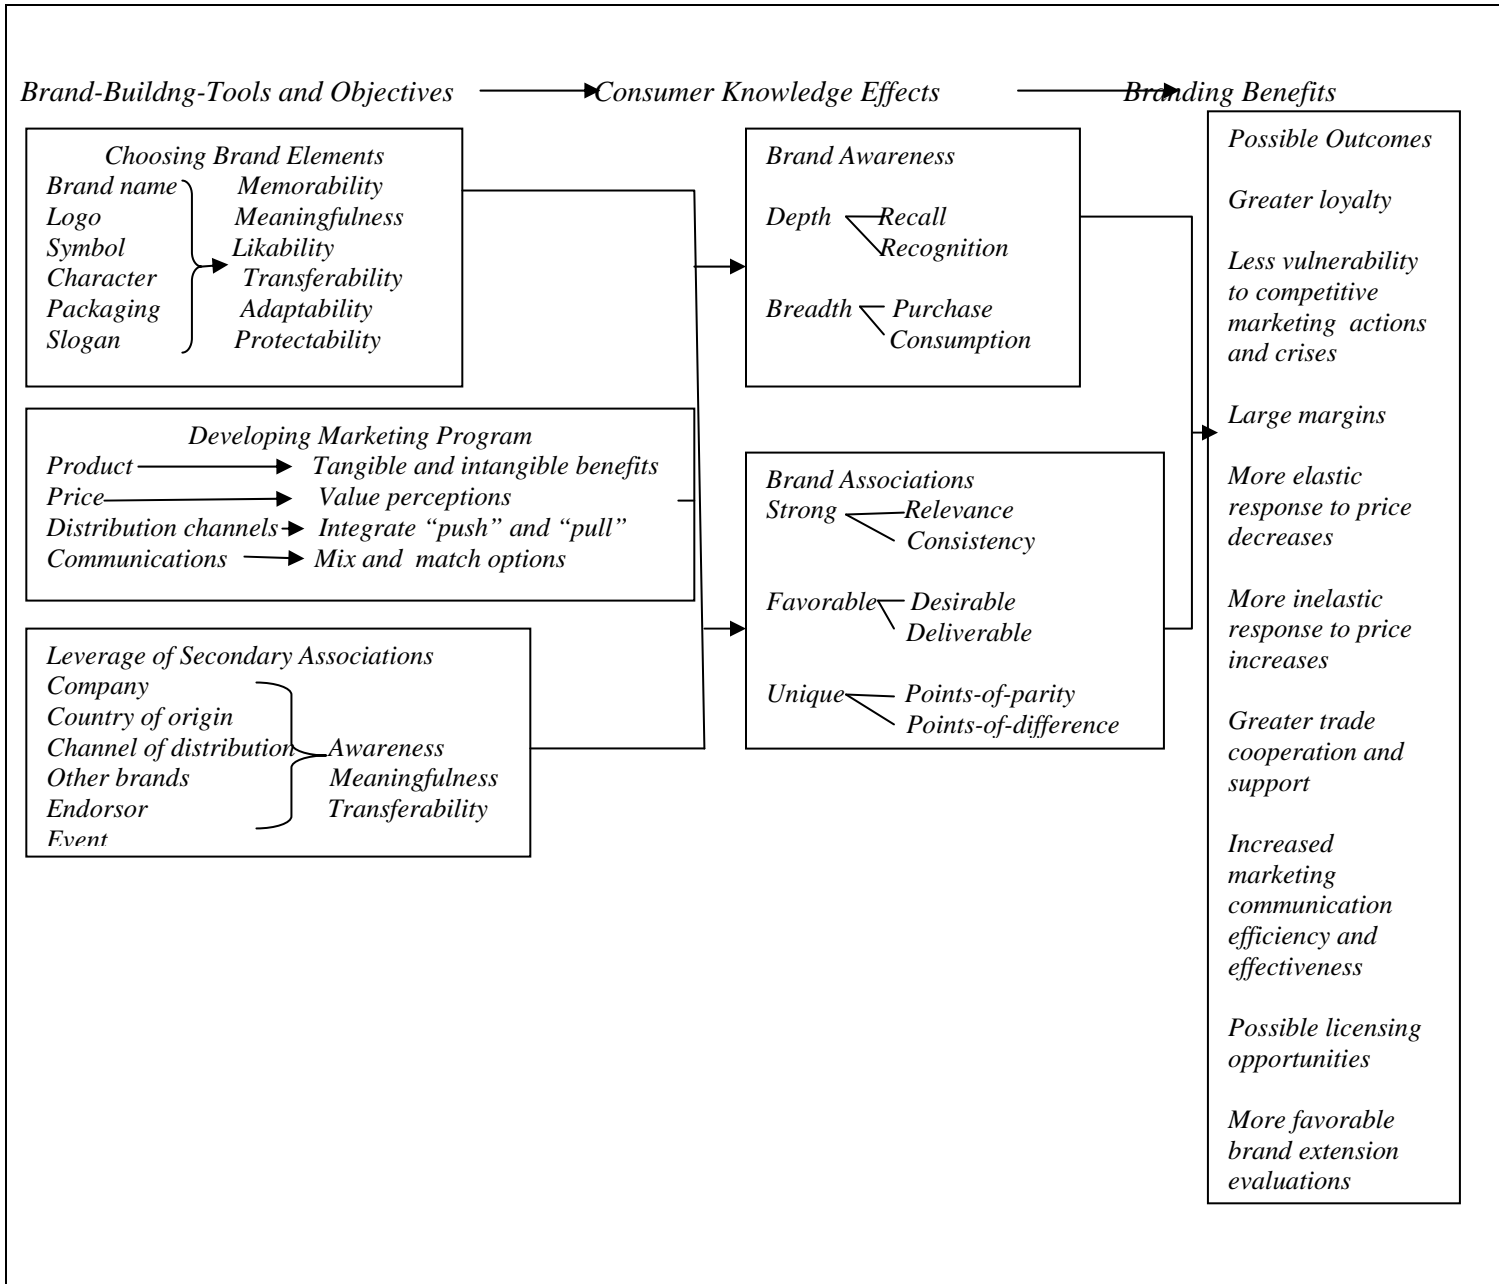 Brand-Buildng-Tools and Objectives Consumer Knowledge Effects Branding Benefits
Choosing Brand Elements
Brand name Memorability
Logo Meaningfulness
Symbol Likability
Character Transferability
Packaging Adaptability
Slogan Protectability
Developing Marketing Program
Product Tangible and intangible benefits
Price Value perceptions
Distribution channels Integrate “push” and “pull”
Communications Mix and match options
Leverage of Secondary Associations
Company
Country of origin
Channel of distribution Awareness
Other brands Meaningfulness
Endorsor Transferability
Event
Brand Awareness
Depth Recall
Recognition
Breadth Purchase
Consumption
Brand Associations
Strong Relevance
Consistency
Favorable Desirable
Deliverable
Unique Points-of-parity
Points-of-difference
Possible Outcomes
Greater loyalty
Less vulnerability
to competitive
marketing actions
and crises
Large margins
More elastic
response to price
decreases
More inelastic
response to price
increases
Greater trade
cooperation and
support
Increased
marketing
communication
efficiency and
effectiveness
Possible licensing
opportunities
More favorable
brand extension
evaluations